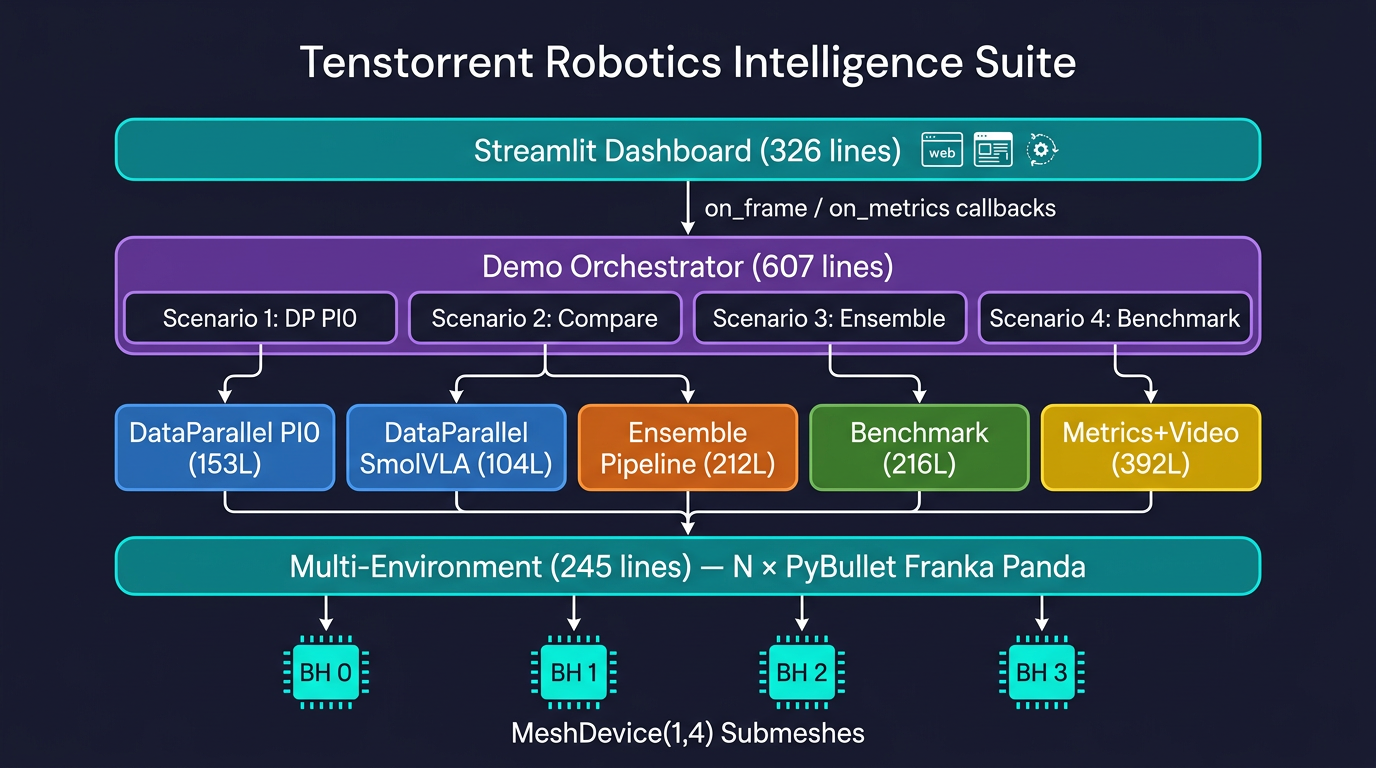 Tenstorrent Robotics Intelligence Suite
Streamlit Dashboard (326 lines)
web
on_frame / on_metrics callbacks
Demo Orchestrator (607 lines)
Scenario 1: DP PI0
Scenario 2: Compare
Scenario 3: Ensemble
Scenario 4: Benchmark
DataParallel PI0
(153L)
DataParallel
SmolVLA (104L)
Ensemble
Pipeline (212L)
Benchmark
(216L)
Metrics+Video
(392L)
Multi-Environment (245 lines) — N × PyBullet Franka Panda
BH 0
BH 1
BH 2
BH 3
MeshDevice(1,4) Submeshes